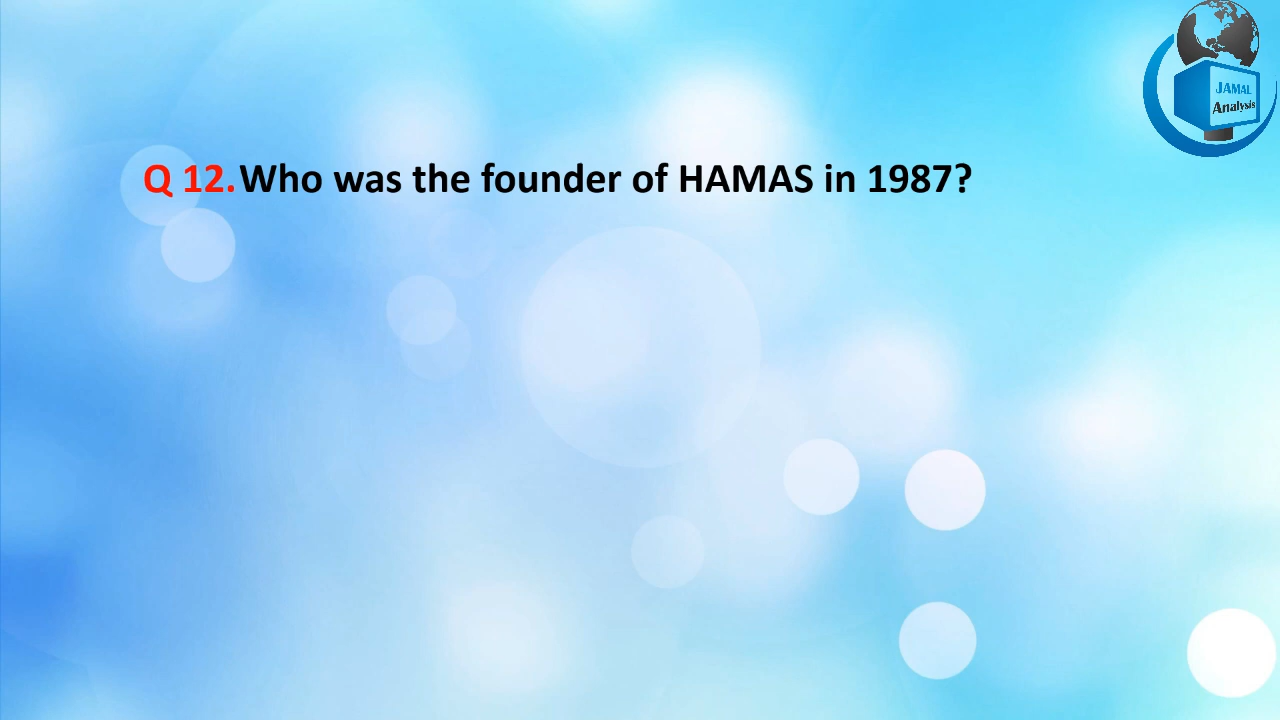 Q 12. Who was the founder of HAMAS in 1987?
JAMAL
Analysis